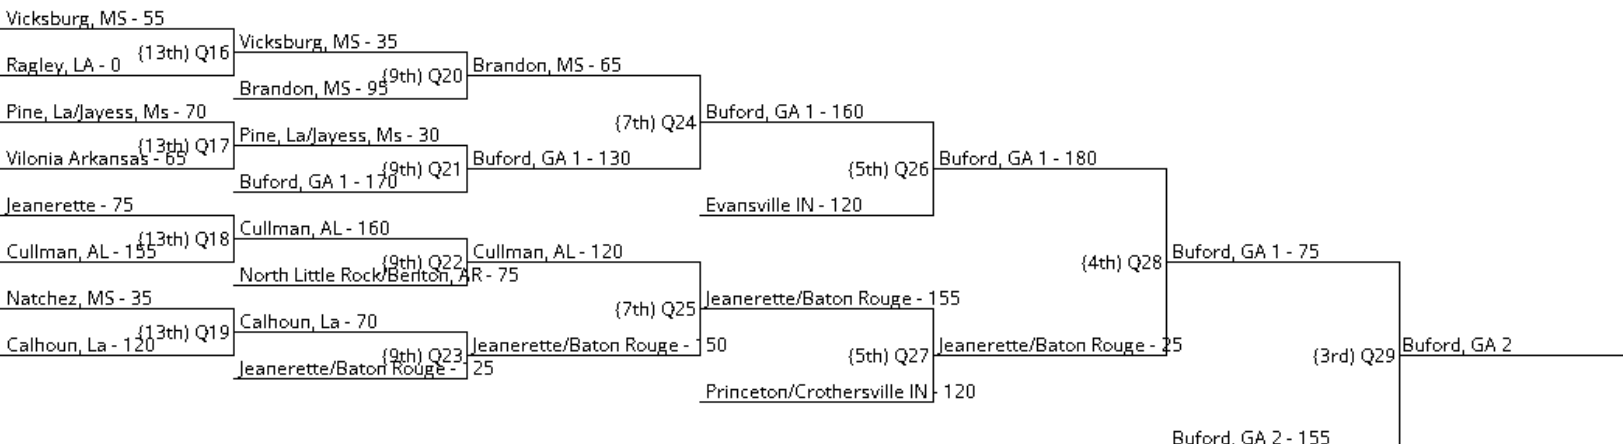 Vicksburg, MS - 55
{13th) Q16
Ragley, LA - 0
Vicksburg, MS - 35
{9th) Q20
Brandon, MS - 95
Brandon, MS - 65
Pine, La/Jayess, Ms - 70
{13th) Q17
Vilonia Arkansas - 65
Pine, La/Jayess, Ms - 30
{9th) Q21
Buford, GA 1 - 170
Buford, GA 1 - 130
{7th) Q24
Buford, GA 1 - 160
{5th) Q26
Evansville IN - 120
Buford, GA 1 - 180
Jeanerette - 75
{13th) Q18
Cullman, AL - 155
Cullman, AL - 160
{9th) Q22
North Little Rock/Benton, AR - 75
Cullman, AL - 120
Natchez, MS - 35
{13th) Q19
Calhoun, La - 120
Calhoun, La - 70
{9th) Q23
Jeanerette/Baton Rouge - 125
Jeanerette/Baton Rouge - 150
{7th) Q25
Jeanerette/Baton Rouge - 155
{5th) Q27
Princeton/Crothersville IN - 120
Jeanerette/Baton Rouge - 25
{4th) Q28
Buford, GA 1 - 75
{3rd) Q29
Buford, GA 2 - 155
Buford, GA 2